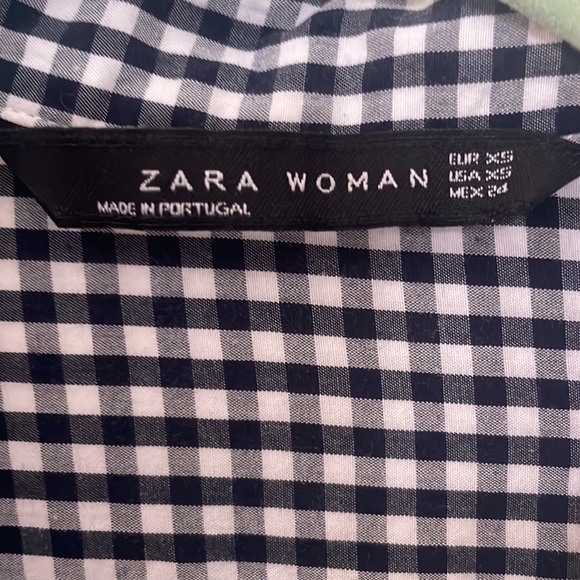 ZARA WOMAN
MADE IN PORTUGAL
EUR XS
USA XS
MEX 24